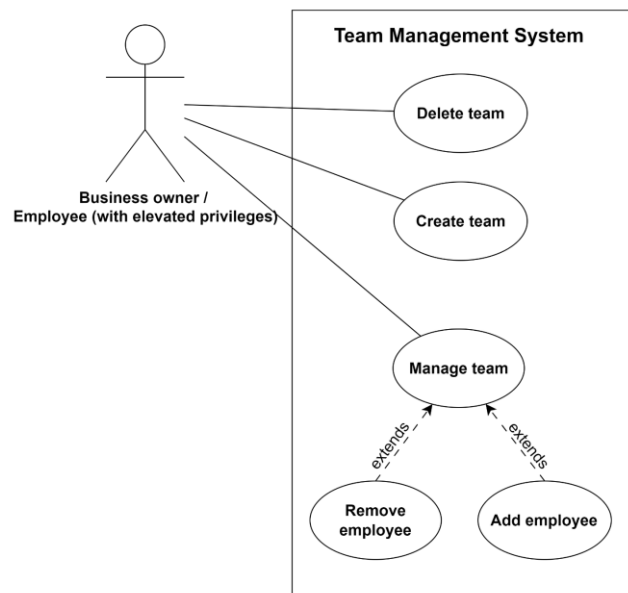 Team Management System
Delete team
Business owner /
Employee (with elevated privileges)
Create team
Manage team
extends
extends
Remove
employee
Add employee